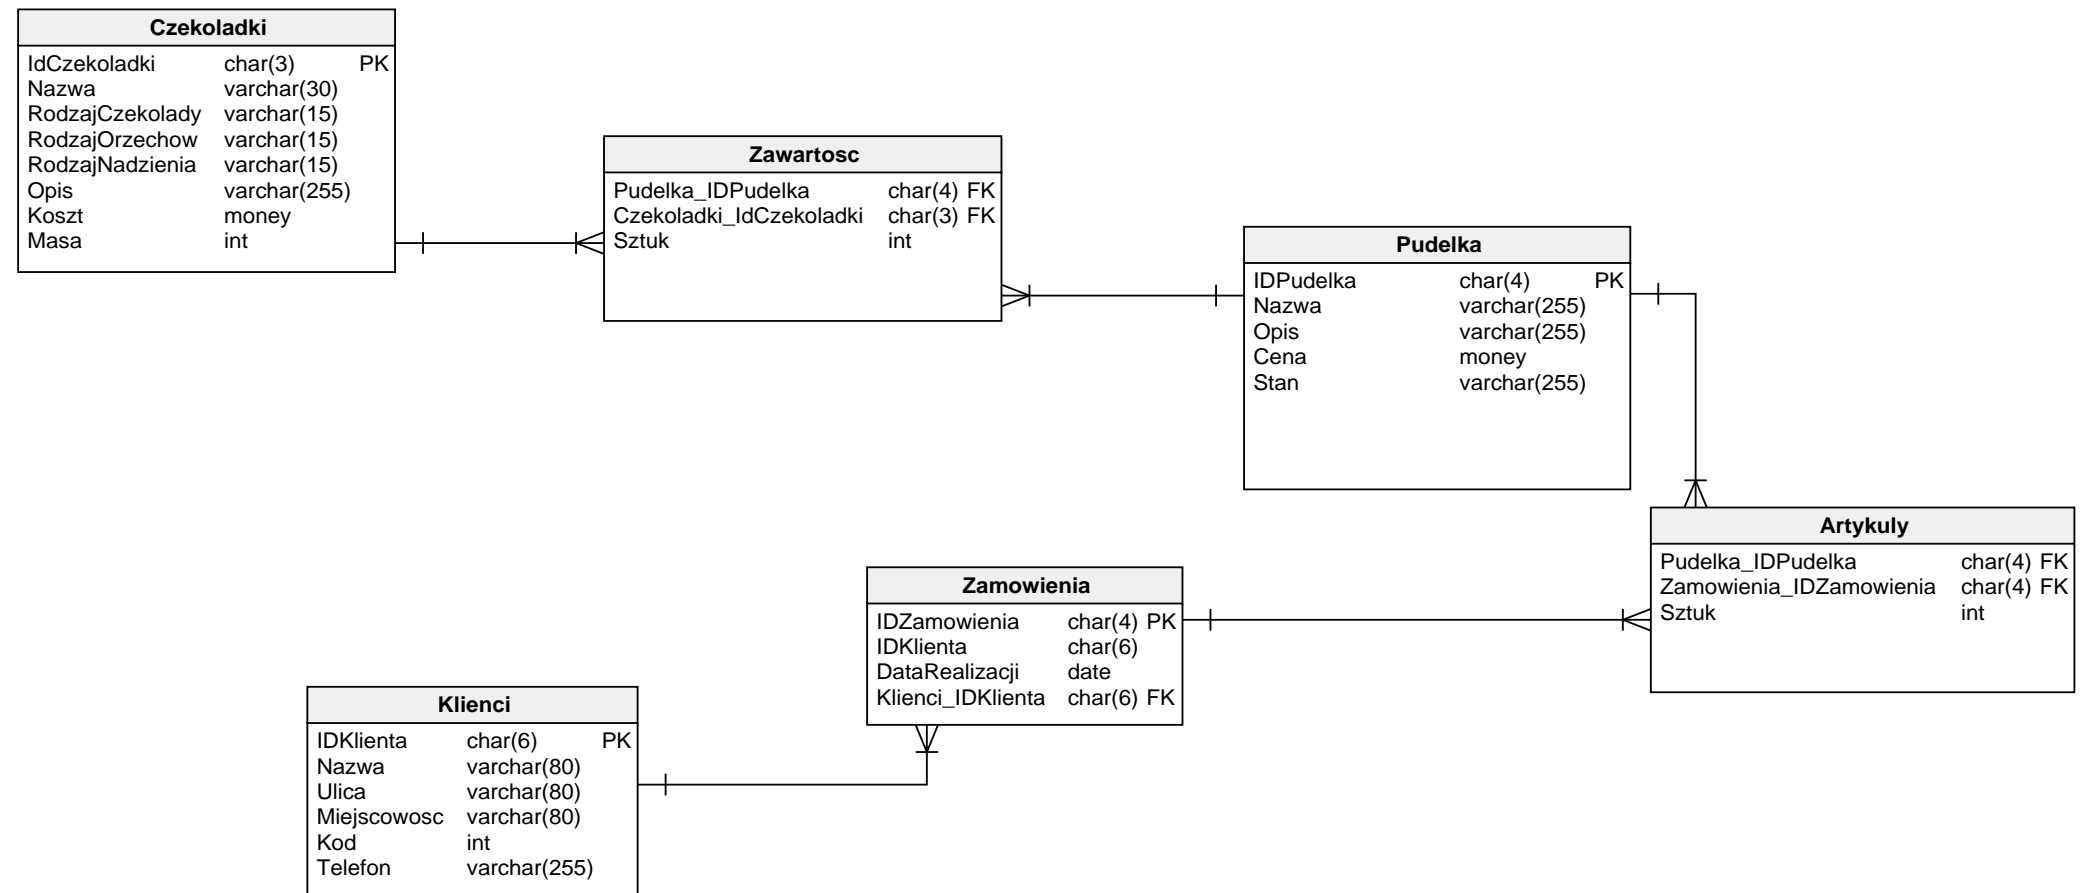 Czekoladki
IdCzekoladki char(3) PK
Nazwa varchar(30)
RodzajCzekolady varchar(15)
RodzajOrzechow varchar(15)
RodzajNadzienia varchar(15)
Opis varchar(255)
Koszt money
Masa int
Zawartosc
Pudelka_IDPudelka char(4) FK
Czekoladki_IdCzekoladki char(3) FK
Sztuk int
Pudelka
IDPudelka char(4) PK
Nazwa varchar(255)
Opis varchar(255)
Cena money
Stan varchar(255)
Artykuly
Pudelka_IDPudelka char(4) FK
Zamowienia_IDZamowienia char(4) FK
Sztuk int
Zamowienia
IDZamowienia char(4) PK
IDKlienta char(6)
DataRealizacji date
Klienci_IDKlienta char(6) FK
Klienci
IDKlienta char(6) PK
Nazwa varchar(80)
Ulica varchar(80)
Miejscowosc varchar(80)
Kod int
Telefon varchar(255)